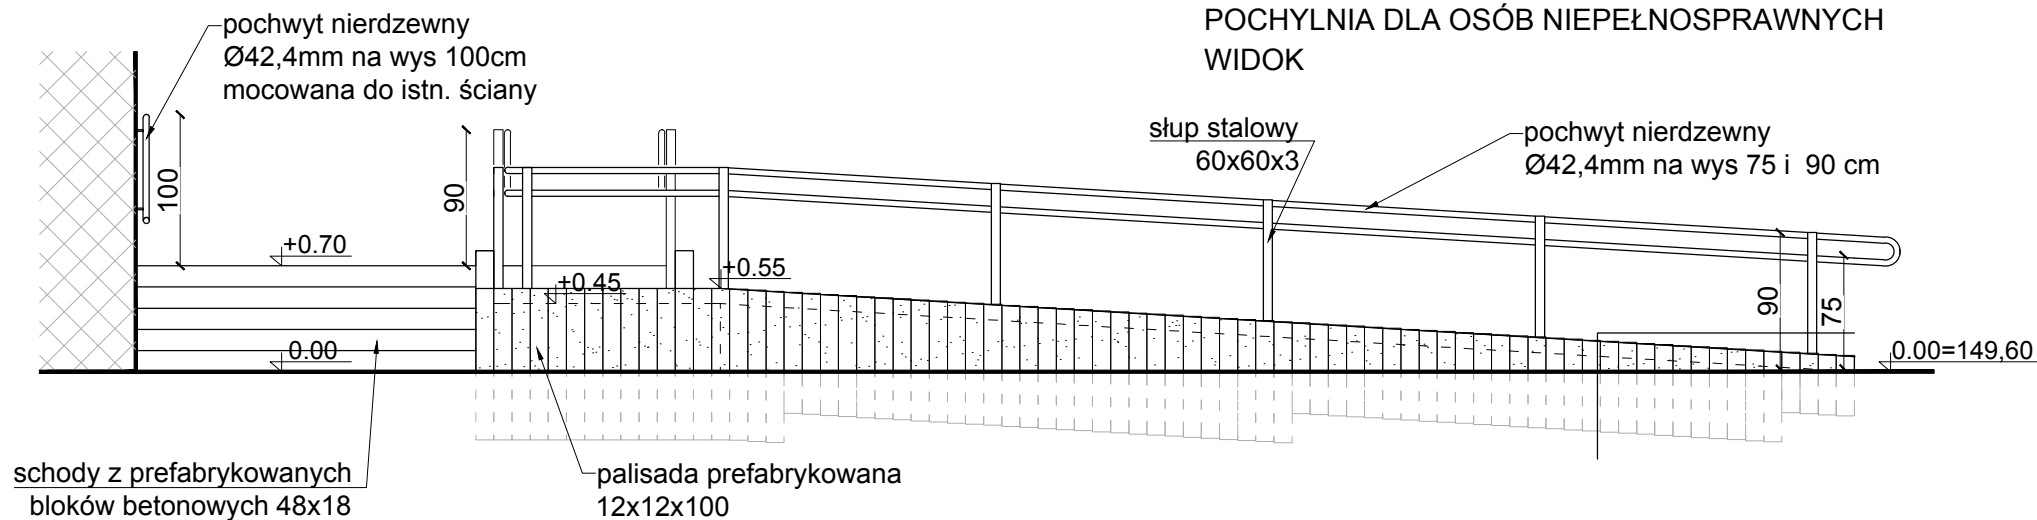 POCHYLNIA DLA OSÓB NIEPEŁNOSPRAWNYCH
WIDOK
pochwyt nierdzewny
Ø42,4mm na wys 100cm
mocowana do istn. ściany
słup stalowy
60x60x3
pochwyt nierdzewny
Ø42,4mm na wys 75 i 90 cm
100
90
+0.70
+0.45
+0.55
0.00
90
75
0.00=149,60
schody z prefabrykowanych
bloków betonowych 48x18
palisada prefabrykowana
12x12x100